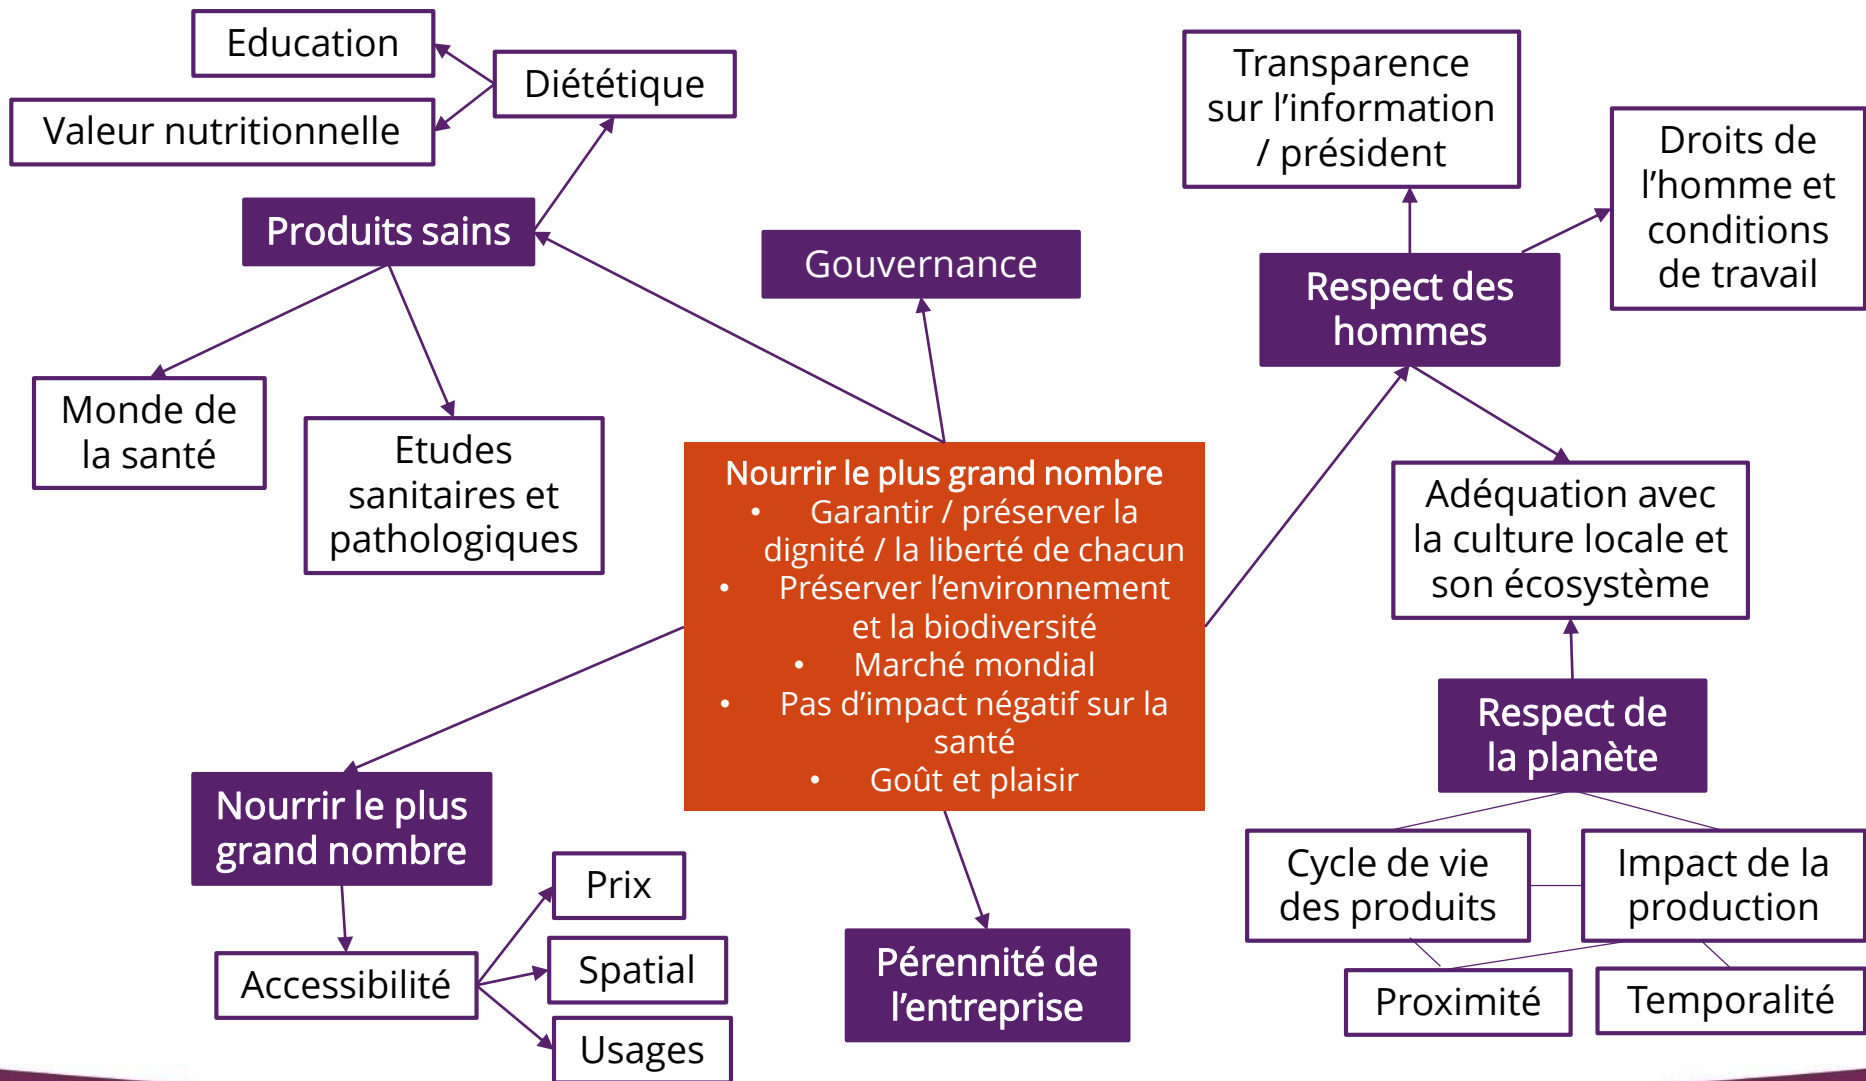 Education
Diététique
Valeur nutritionnelle
Produits sains
Monde de
la santé
Etudes
sanitaires et
pathologiques
Gouvernance
Transparence
sur l’information
/ président
Droits de
l’homme et
conditions
de travail
Respect des
hommes
Nourrir le plus grand nombre
• Garantir / préserver la
dignité / la liberté de chacun
• Préserver l’environnement
et la biodiversité
• Marché mondial
• Pas d’impact négatif sur la
santé
• Goût et plaisir
Adéquation avec
la culture locale et
son écosystème
Respect de
la planète
Nourrir le plus
grand nombre
Prix
Accessibilité
Spatial
Usages
Pérennité de
l’entreprise
Cycle de vie
des produits
Impact de la
production
Proximité
Temporalité